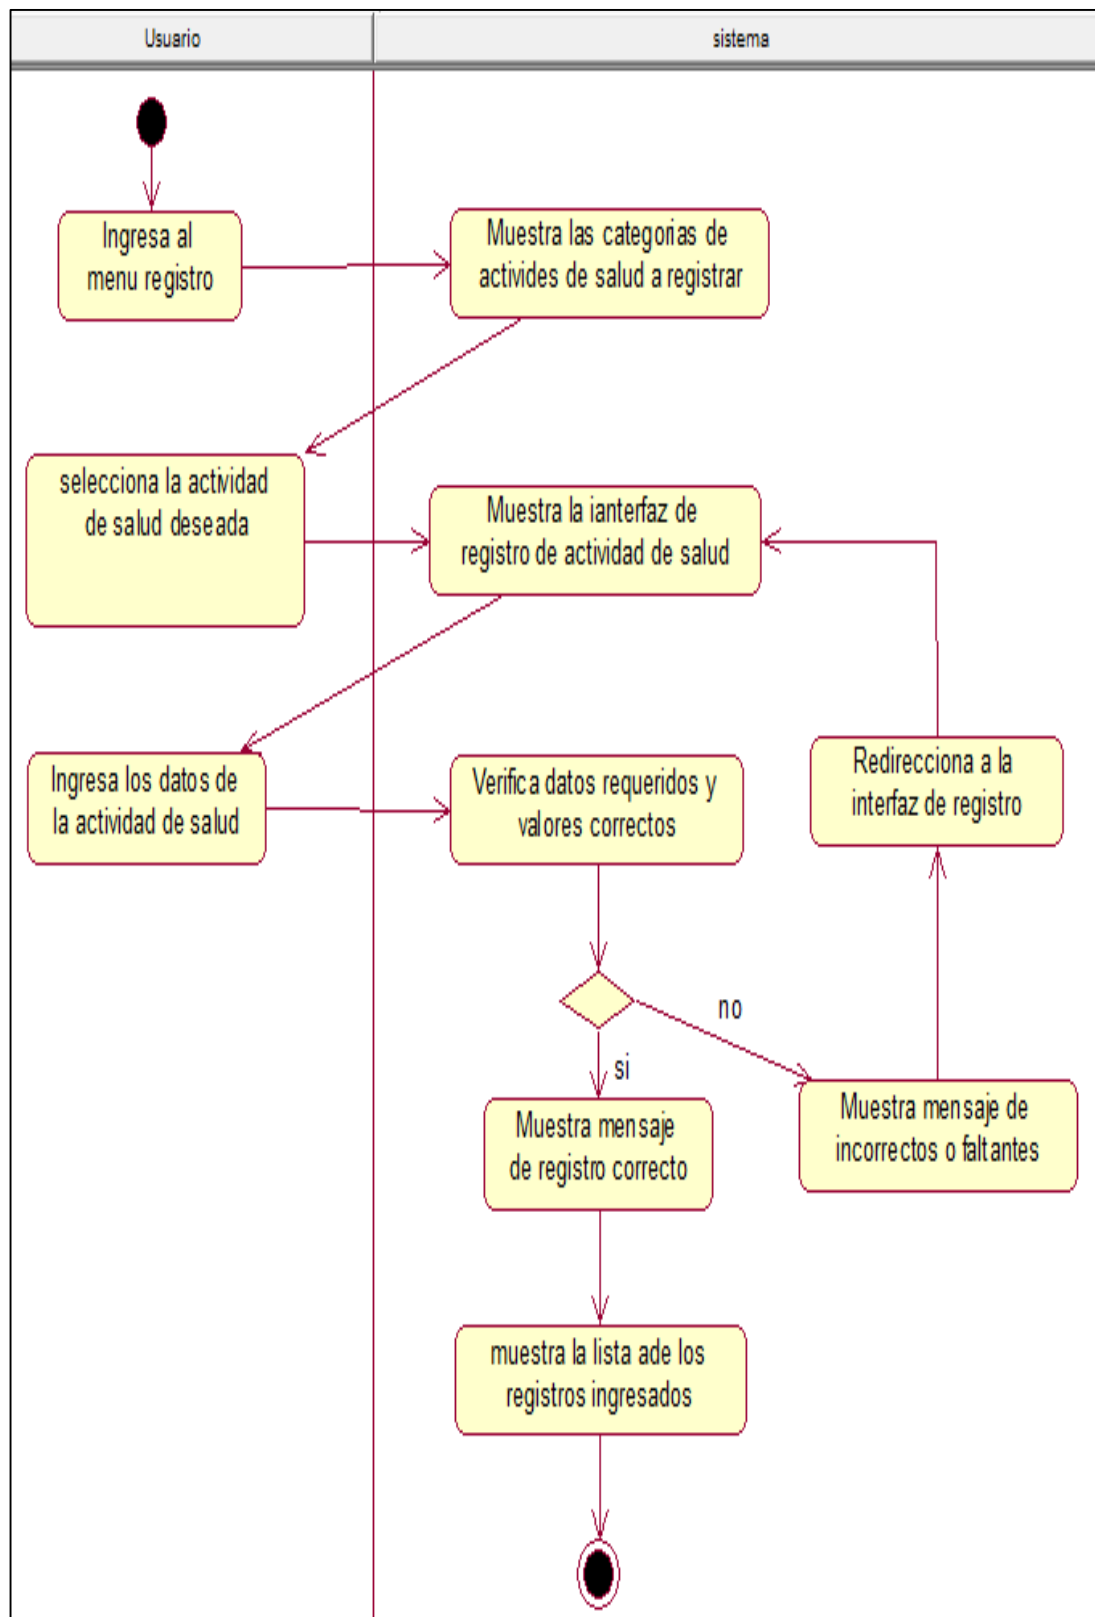 Usuario
sistema
Ingresa al
menu registro
Muestra las categorias de
activides de salud a registrar
selecciona la actividad
de salud deseada
Muestra la ianterfaz de
registro de actividad de salud
Ingresa los datos de
la actividad de salud
Verifica datos requeridos y
valores correctos
Redirecciona a la
interfaz de registro
no
si
Muestra mensaje
de registro correcto
Muestra mensaje de
incorrectos o faltantes
muestra la lista ade los
registros ingresados